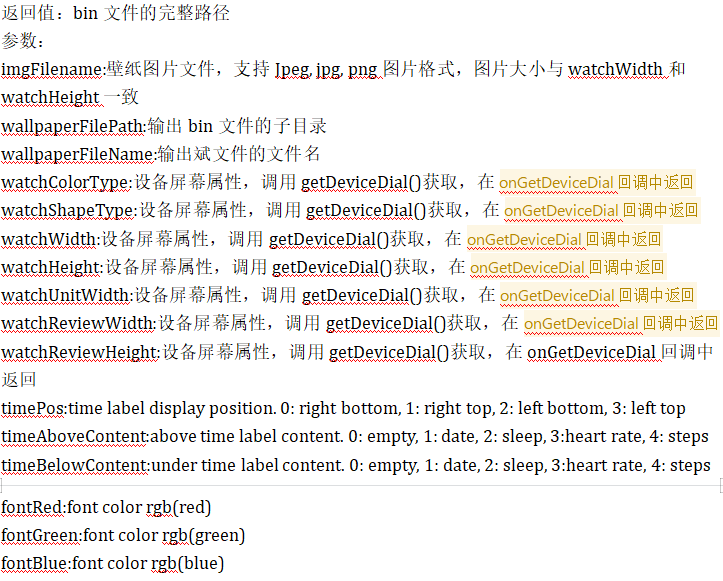 返回值：bin 文件的完整路径
参数：
imgFilename:壁纸图片文件，支持 Jpeg, jpg, png 图片格式，图片大小与 watchWidth 和
watchHeight 一致
wallpaperFilePath:输出 bin 文件的子目录
wallpaperFileName:输出斌文件的文件名
watchColorType:设备屏幕属性，调用 getDeviceDial()获取，在 onGetDeviceDial 回调中返回
watchShapeType:设备屏幕属性，调用 getDeviceDial()获取，在 onGetDeviceDial 回调中返回
watchWidth:设备屏幕属性，调用 getDeviceDial()获取，在 onGetDeviceDial 回调中返回
watchHeight:设备屏幕属性，调用 getDeviceDial()获取，在 onGetDeviceDial 回调中返回
watchUnitWidth:设备屏幕属性，调用 getDeviceDial()获取，在 onGetDeviceDial 回调中返回
watchReviewWidth:设备屏幕属性，调用 getDeviceDial()获取，在 onGetDeviceDial 回调中返回
watchReviewHeight:设备屏幕属性，调用 getDeviceDial()获取，在 onGetDeviceDial 回调中
返回
timePos:time label display position. 0: right bottom, 1: right top, 2: left bottom, 3: left top
timeAboveContent:above time label content. 0: empty, 1: date, 2: sleep, 3:heart rate, 4: steps
timeBelowContent:under time label content. 0: empty, 1: date, 2: sleep, 3:heart rate, 4: steps
fontRed:font color rgb(red)
fontGreen:font color rgb(green)
fontBlue:font color rgb(blue)